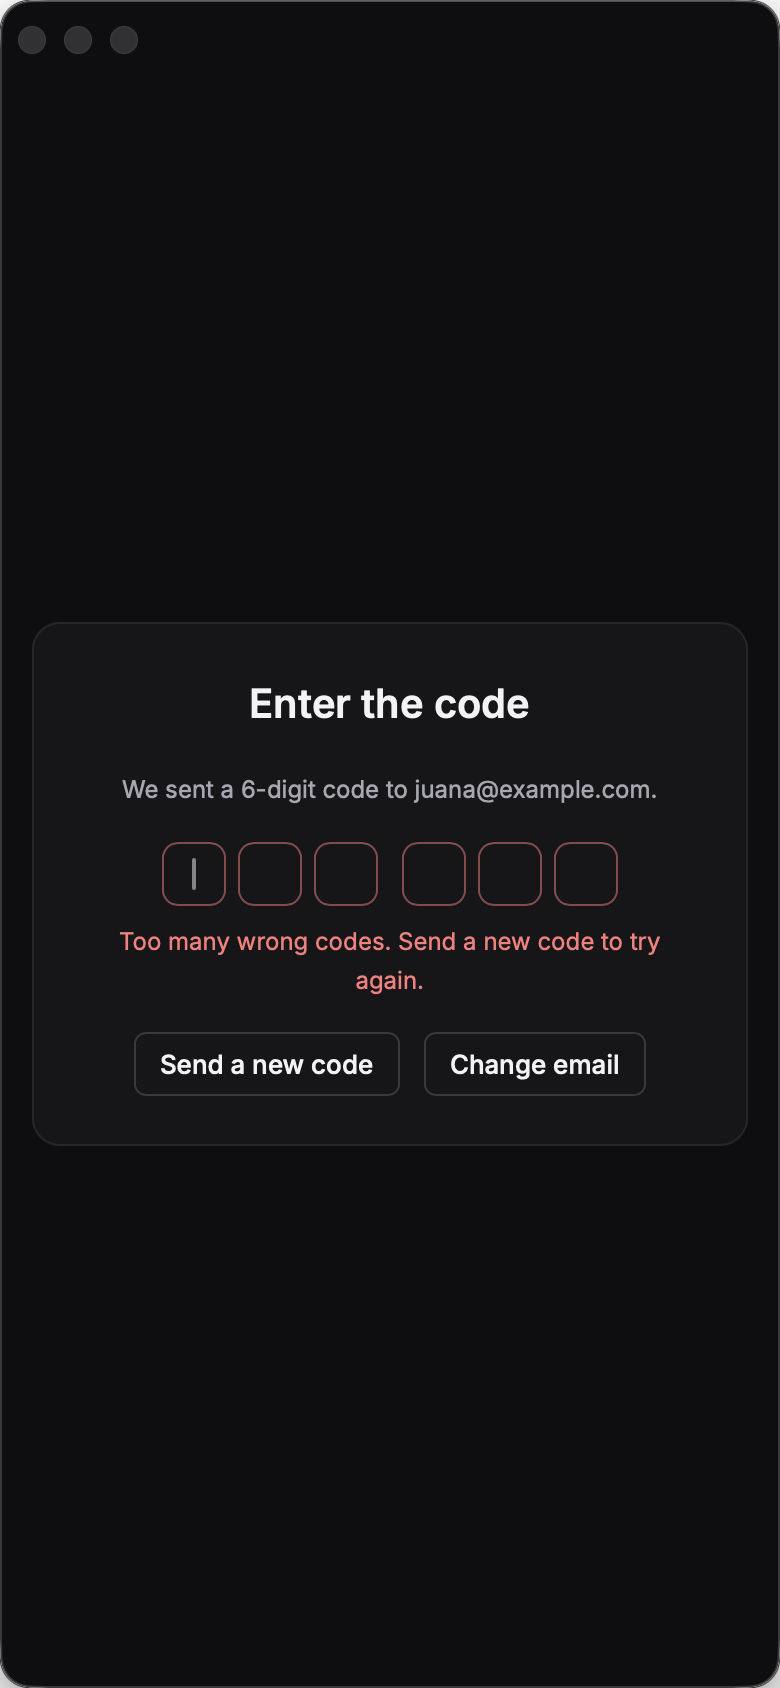 Enter the code
We sent a 6-digit code to juana@example.com.
Too many wrong codes. Send a new code to try
again.
Send a new code
Change email